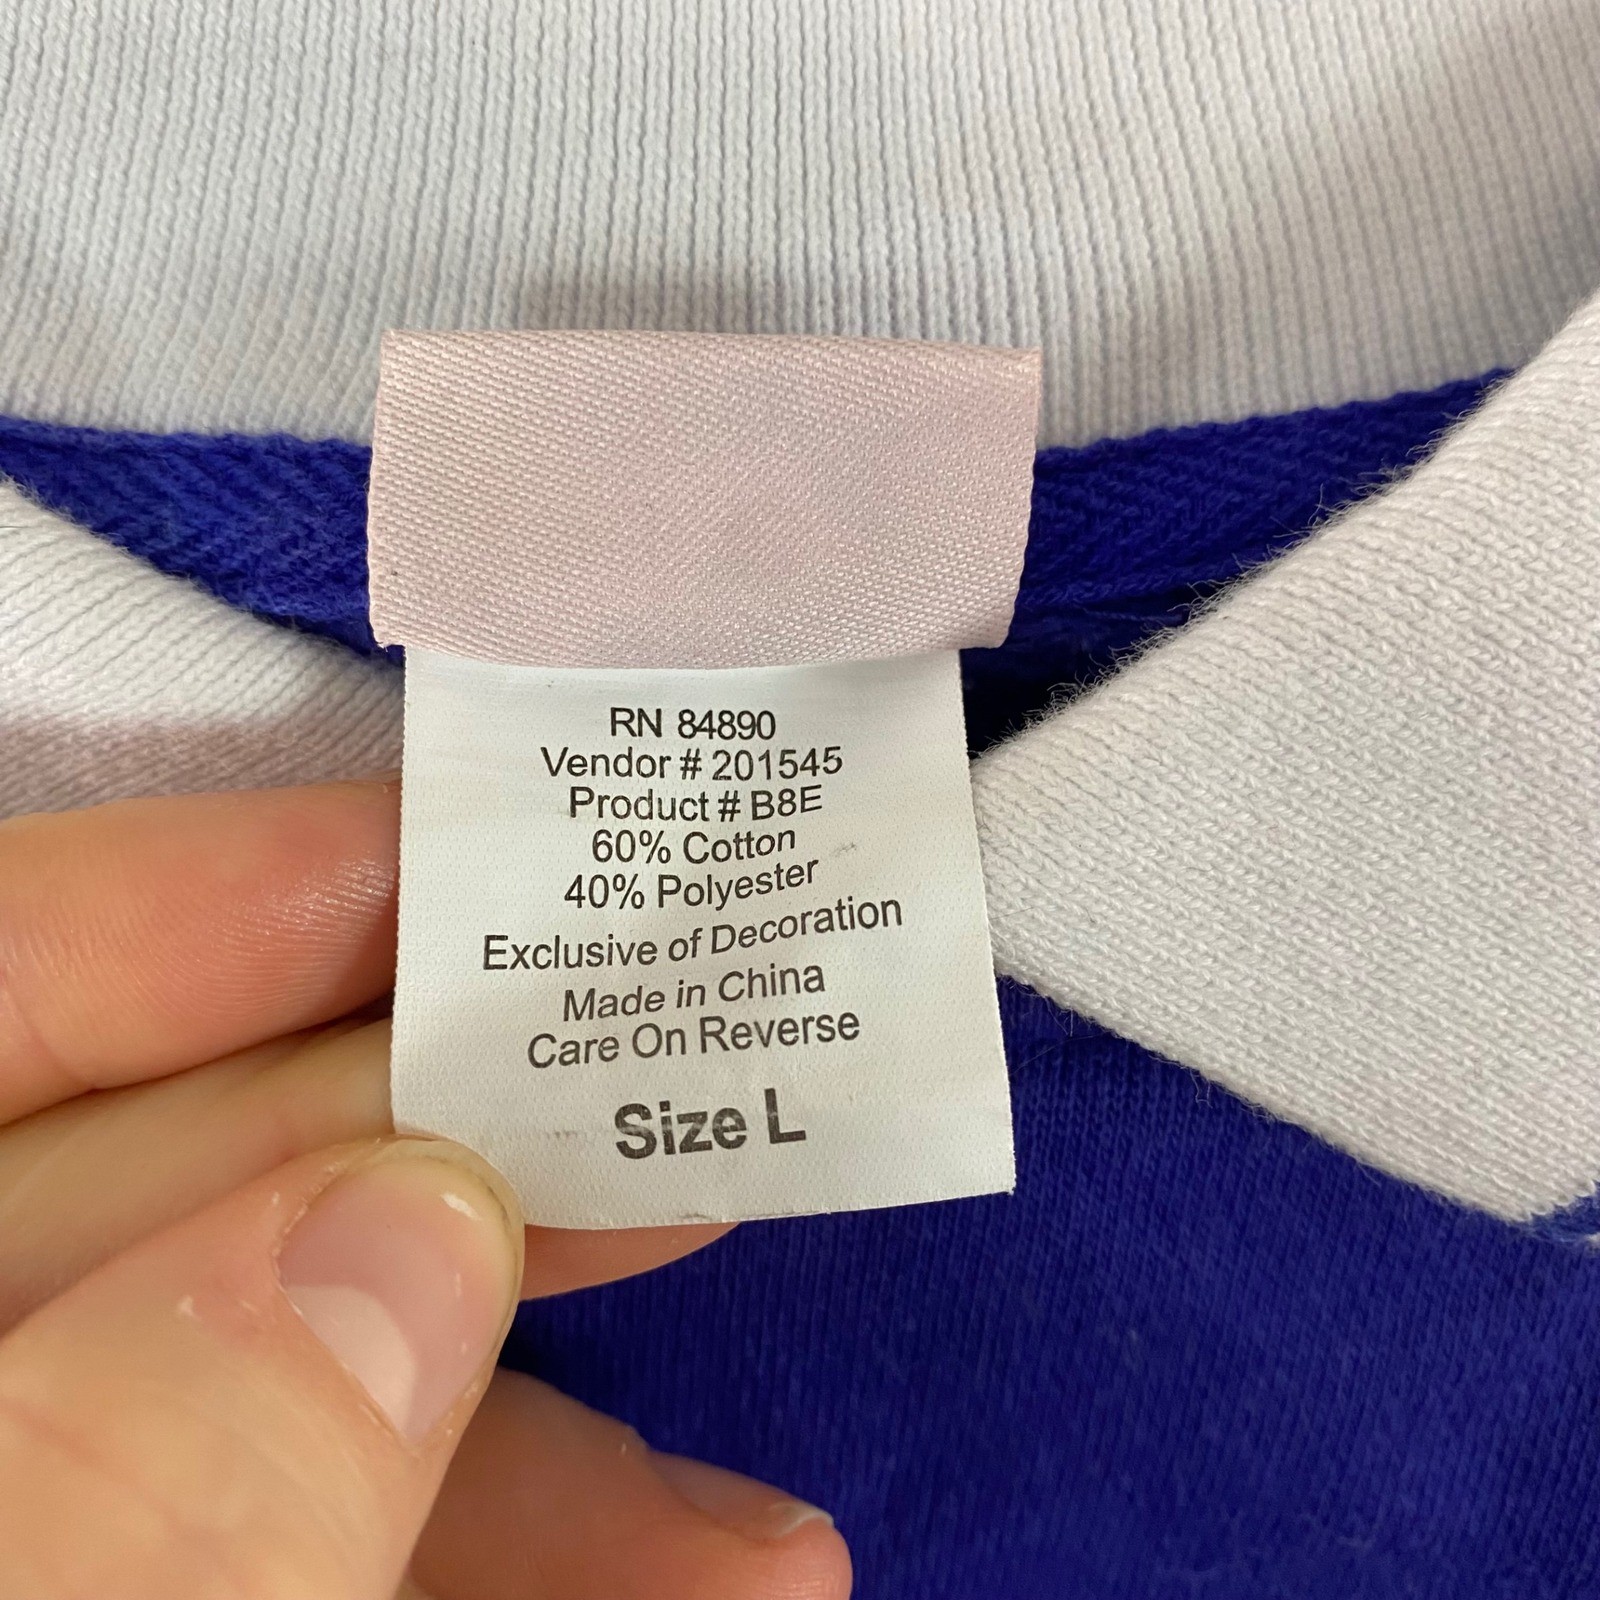 RN 84890
Vendor # 201545
Product # B8E
60% Cotton
40% Polyester
Exclusive of Decoration
Made in China
Care On Reverse
Size L